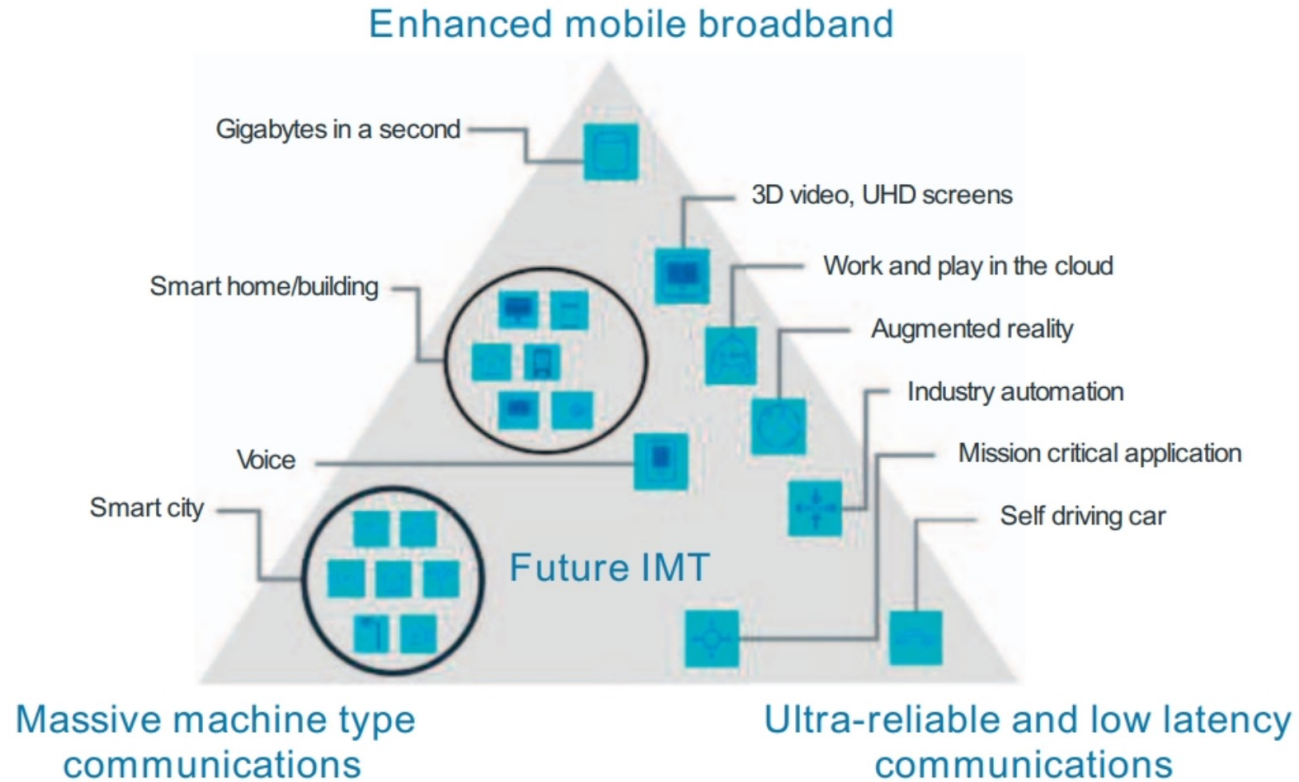 Enhanced mobile broadband
Gigabytes in a second
3D video, UHD screens
Work and play in the cloud
Smart home/building
Augmented reality
Industry automation
Mission critical application
Voice
Smart city
Self driving car
Future IMT
Massive machine type
communications
Ultra-reliable and low latency
communications